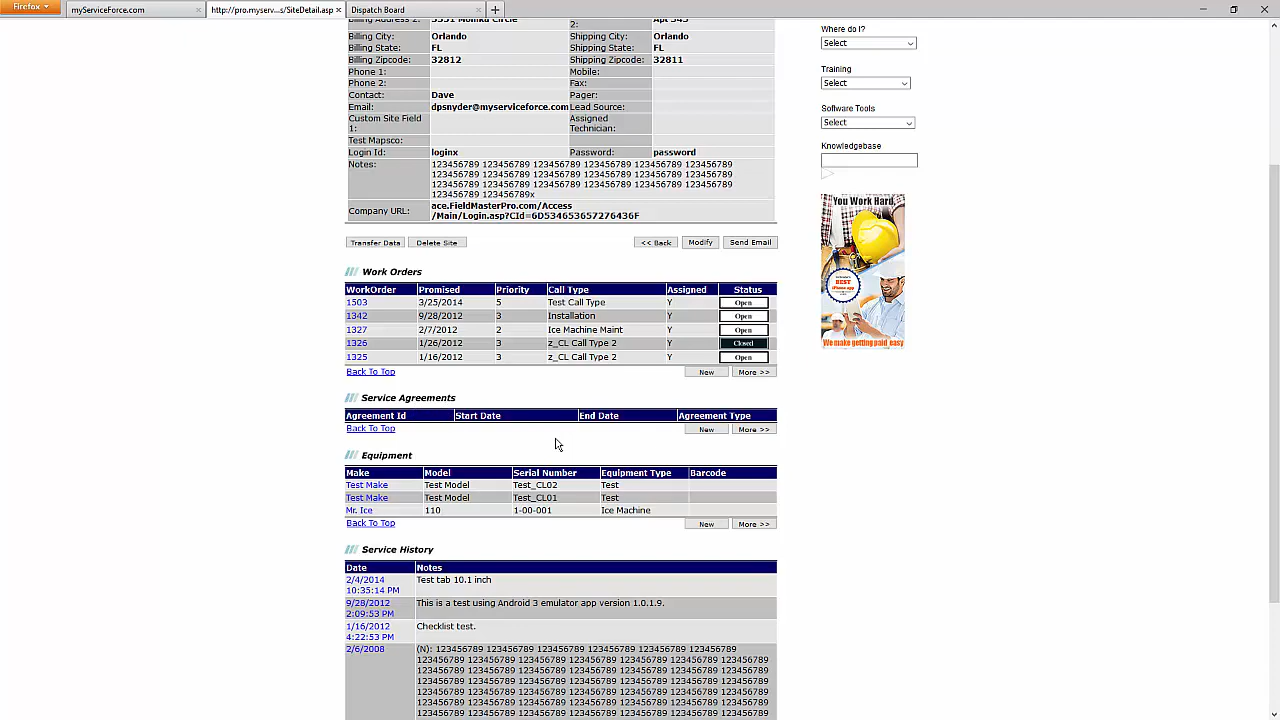 Firefox
myServiceForce.com
http://pro.myserv...s/SiteDetail.asp
Dispatch Board
Billing Address 2: 5551 Moniku Circle Apt 345
2:
Billing City: Orlando Shipping City: Orlando
Billing State: FL Shipping State: FL
Billing Zipcode: 32812 Shipping Zipcode: 32811
Phone 1: Mobile:
Phone 2: Fax:
Contact: Dave Pager:
Email: dpsnyder@myserviceforce.com Lead Source:
Custom Site Field 1: Assigned Technician:
Test Mapsco:
Login Id: loginx Password: password
Notes: 123456789 123456789 123456789 123456789 123456789 123456789
123456789 123456789 123456789 123456789 123456789 123456789
123456789 123456789 123456789 123456789 123456789 123456789
123456789 123456789x
Company URL: ace.FieldMasterPro.com/Access
/Main/Login.asp?CId=6D534653657276436F
Transfer Data Delete Site << Back Modify Send Email
Work Orders
WorkOrder Promised Priority Call Type Assigned Status
1503 3/25/2014 5 Test Call Type Y Open
1342 9/28/2012 3 Installation Y Open
1327 2/7/2012 2 Ice Machine Maint Y Open
1326 1/26/2012 3 z_CL Call Type 2 Y Closed
1325 1/16/2012 3 z_CL Call Type 2 Y Open
Back To Top New More >>
Service Agreements
Agreement Id Start Date End Date Agreement Type
Back To Top New More >>
Equipment
Make Model Serial Number Equipment Type Barcode
Test Make Test Model Test_CL02 Test
Test Make Test Model Test_CL01 Test
Mr. Ice 110 1-00-001 Ice Machine
Back To Top New More >>
Service History
Date Notes
2/4/2014 10:35:14 PM Test tab 10.1 inch
9/28/2012 2:09:53 PM This is a test using Android 3 emulator app version 1.0.1.9.
1/16/2012 4:22:53 PM Checklist test.
2/6/2008 (N): 123456789 123456789 123456789 123456789 123456789 123456789
123456789 123456789 123456789 123456789 123456789 123456789 123456789
123456789 123456789 123456789 123456789 123456789 123456789 123456789
123456789 123456789 123456789 123456789 123456789 123456789 123456789
123456789 123456789 123456789 123456789 123456789 123456789 123456789
123456789 123456789 123456789 123456789 123456789 123456789 123456789
123456789 123456789 123456789 123456789 123456789 123456789 123456789
Where do I?
Select
Training
Select
Software Tools
Select
Knowledgebase
You Work Hard.
BEST
iPhone app
We make getting paid easy